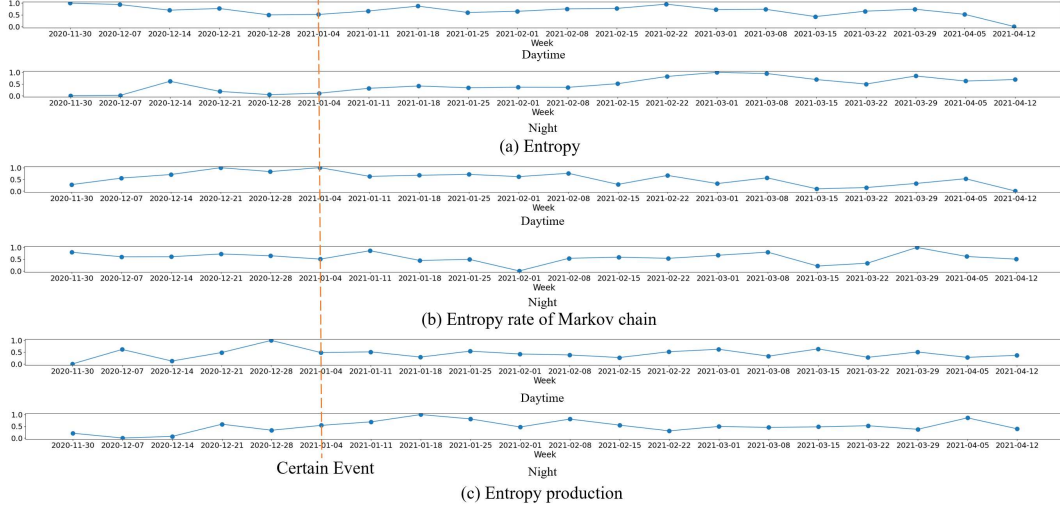 1.0
0.5
0.0
2020-11-30 2020-12-07 2020-12-14 2020-12-21 2020-12-28 2021-01-04 2021-01-11 2021-01-18 2021-01-25 2021-02-01 2021-02-08 2021-02-15 2021-02-22 2021-03-01 2021-03-08 2021-03-15 2021-03-22 2021-03-29 2021-04-05 2021-04-12
Week
Daytime
1.0
0.5
0.0
2020-11-30 2020-12-07 2020-12-14 2020-12-21 2020-12-28 2021-01-04 2021-01-11 2021-01-18 2021-01-25 2021-02-01 2021-02-08 2021-02-15 2021-02-22 2021-03-01 2021-03-08 2021-03-15 2021-03-22 2021-03-29 2021-04-05 2021-04-12
Week
Night
(a) Entropy
1.0
0.5
0.0
2020-11-30 2020-12-07 2020-12-14 2020-12-21 2020-12-28 2021-01-04 2021-01-11 2021-01-18 2021-01-25 2021-02-01 2021-02-08 2021-02-15 2021-02-22 2021-03-01 2021-03-08 2021-03-15 2021-03-22 2021-03-29 2021-04-05 2021-04-12
Week
Daytime
1.0
0.5
0.0
2020-11-30 2020-12-07 2020-12-14 2020-12-21 2020-12-28 2021-01-04 2021-01-11 2021-01-18 2021-01-25 2021-02-01 2021-02-08 2021-02-15 2021-02-22 2021-03-01 2021-03-08 2021-03-15 2021-03-22 2021-03-29 2021-04-05 2021-04-12
Week
Night
(b) Entropy rate of Markov chain
1.0
0.5
0.0
2020-11-30 2020-12-07 2020-12-14 2020-12-21 2020-12-28 2021-01-04 2021-01-11 2021-01-18 2021-01-25 2021-02-01 2021-02-08 2021-02-15 2021-02-22 2021-03-01 2021-03-08 2021-03-15 2021-03-22 2021-03-29 2021-04-05 2021-04-12
Week
Daytime
1.0
0.5
0.0
2020-11-30 2020-12-07 2020-12-14 2020-12-21 2020-12-28 2021-01-04 2021-01-11 2021-01-18 2021-01-25 2021-02-01 2021-02-08 2021-02-15 2021-02-22 2021-03-01 2021-03-08 2021-03-15 2021-03-22 2021-03-29 2021-04-05 2021-04-12
Week
Certain Event
Night
(c) Entropy production